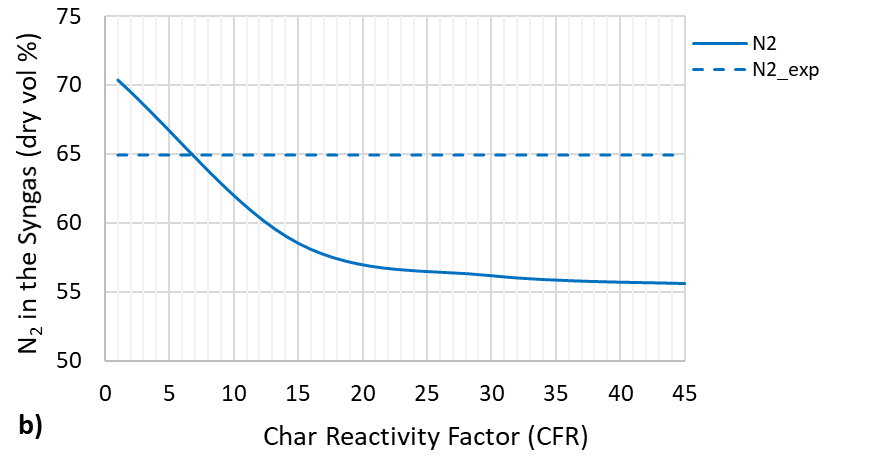 75
70
65
60
55
50
N2 in the Syngas (dry vol %)
0 5 10 15 20 25 30 35 40 45
Char Reactivity Factor (CFR)
b)
N2
N2_exp